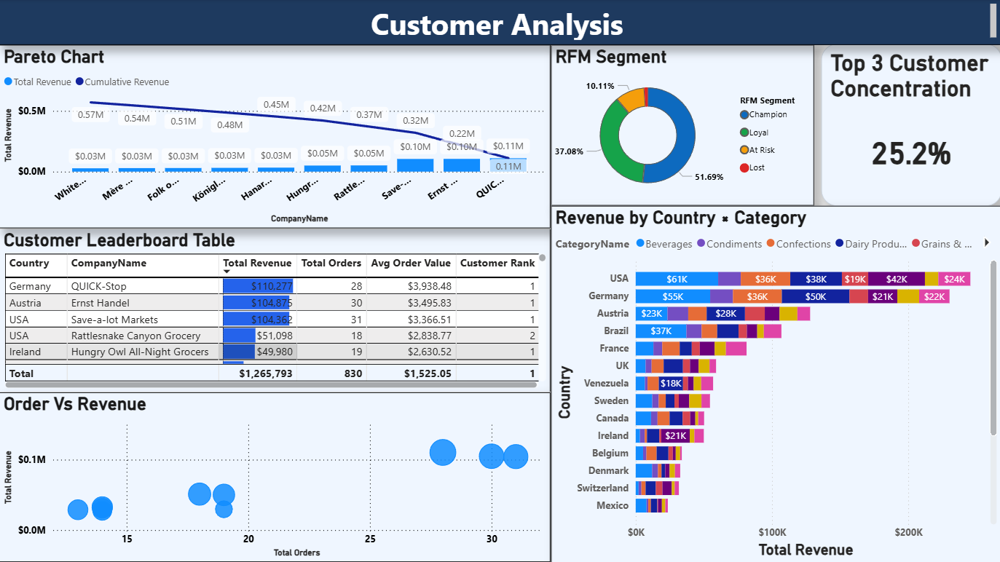 Customer Analysis
Pareto Chart
Total Revenue Cumulative Revenue
Total Revenue
$0.5M
$0.0M
0.57M 0.54M 0.51M 0.48M 0.45M 0.42M 0.37M 0.32M 0.22M 0.11M
$0.03M $0.03M $0.03M $0.03M $0.03M $0.05M $0.05M $0.10M $0.10M $0.11M
White... Mère ... Folk o... Königl... Hanar... Hungr... Rattle... Save-... Ernst ... QUIC...
CompanyName
RFM Segment
10.11%
37.08%
51.69%
RFM Segment
Champion
Loyal
At Risk
Lost
Top 3 Customer
Concentration
25.2%
Customer Leaderboard Table
Country CompanyName Total Revenue Total Orders Avg Order Value Customer Rank
Germany QUICK-Stop $110,277 28 $3,938.48 1
Austria Ernst Handel $104,875 30 $3,495.83 1
USA Save-a-lot Markets $104,362 31 $3,366.51 1
USA Rattlesnake Canyon Grocery $51,098 18 $2,838.77 2
Ireland Hungry Owl All-Night Grocers $49,980 19 $2,630.52 1
Total $1,265,793 830 $1,525.05 1
Order Vs Revenue
Total Revenue
$0.1M
$0.0M
15 20 25 30
Total Orders
Revenue by Country × Category
CategoryName Beverages Condiments Confections Dairy Produ... Grains & ...
Country
USA $61K $36K $38K $19K $42K $24K
Germany $55K $36K $50K $21K $22K
Austria $23K $28K
Brazil $37K
France
UK
Venezuela $18K
Sweden
Canada
Ireland $21K
Belgium
Denmark
Switzerland
Mexico
$0K $100K $200K
Total Revenue